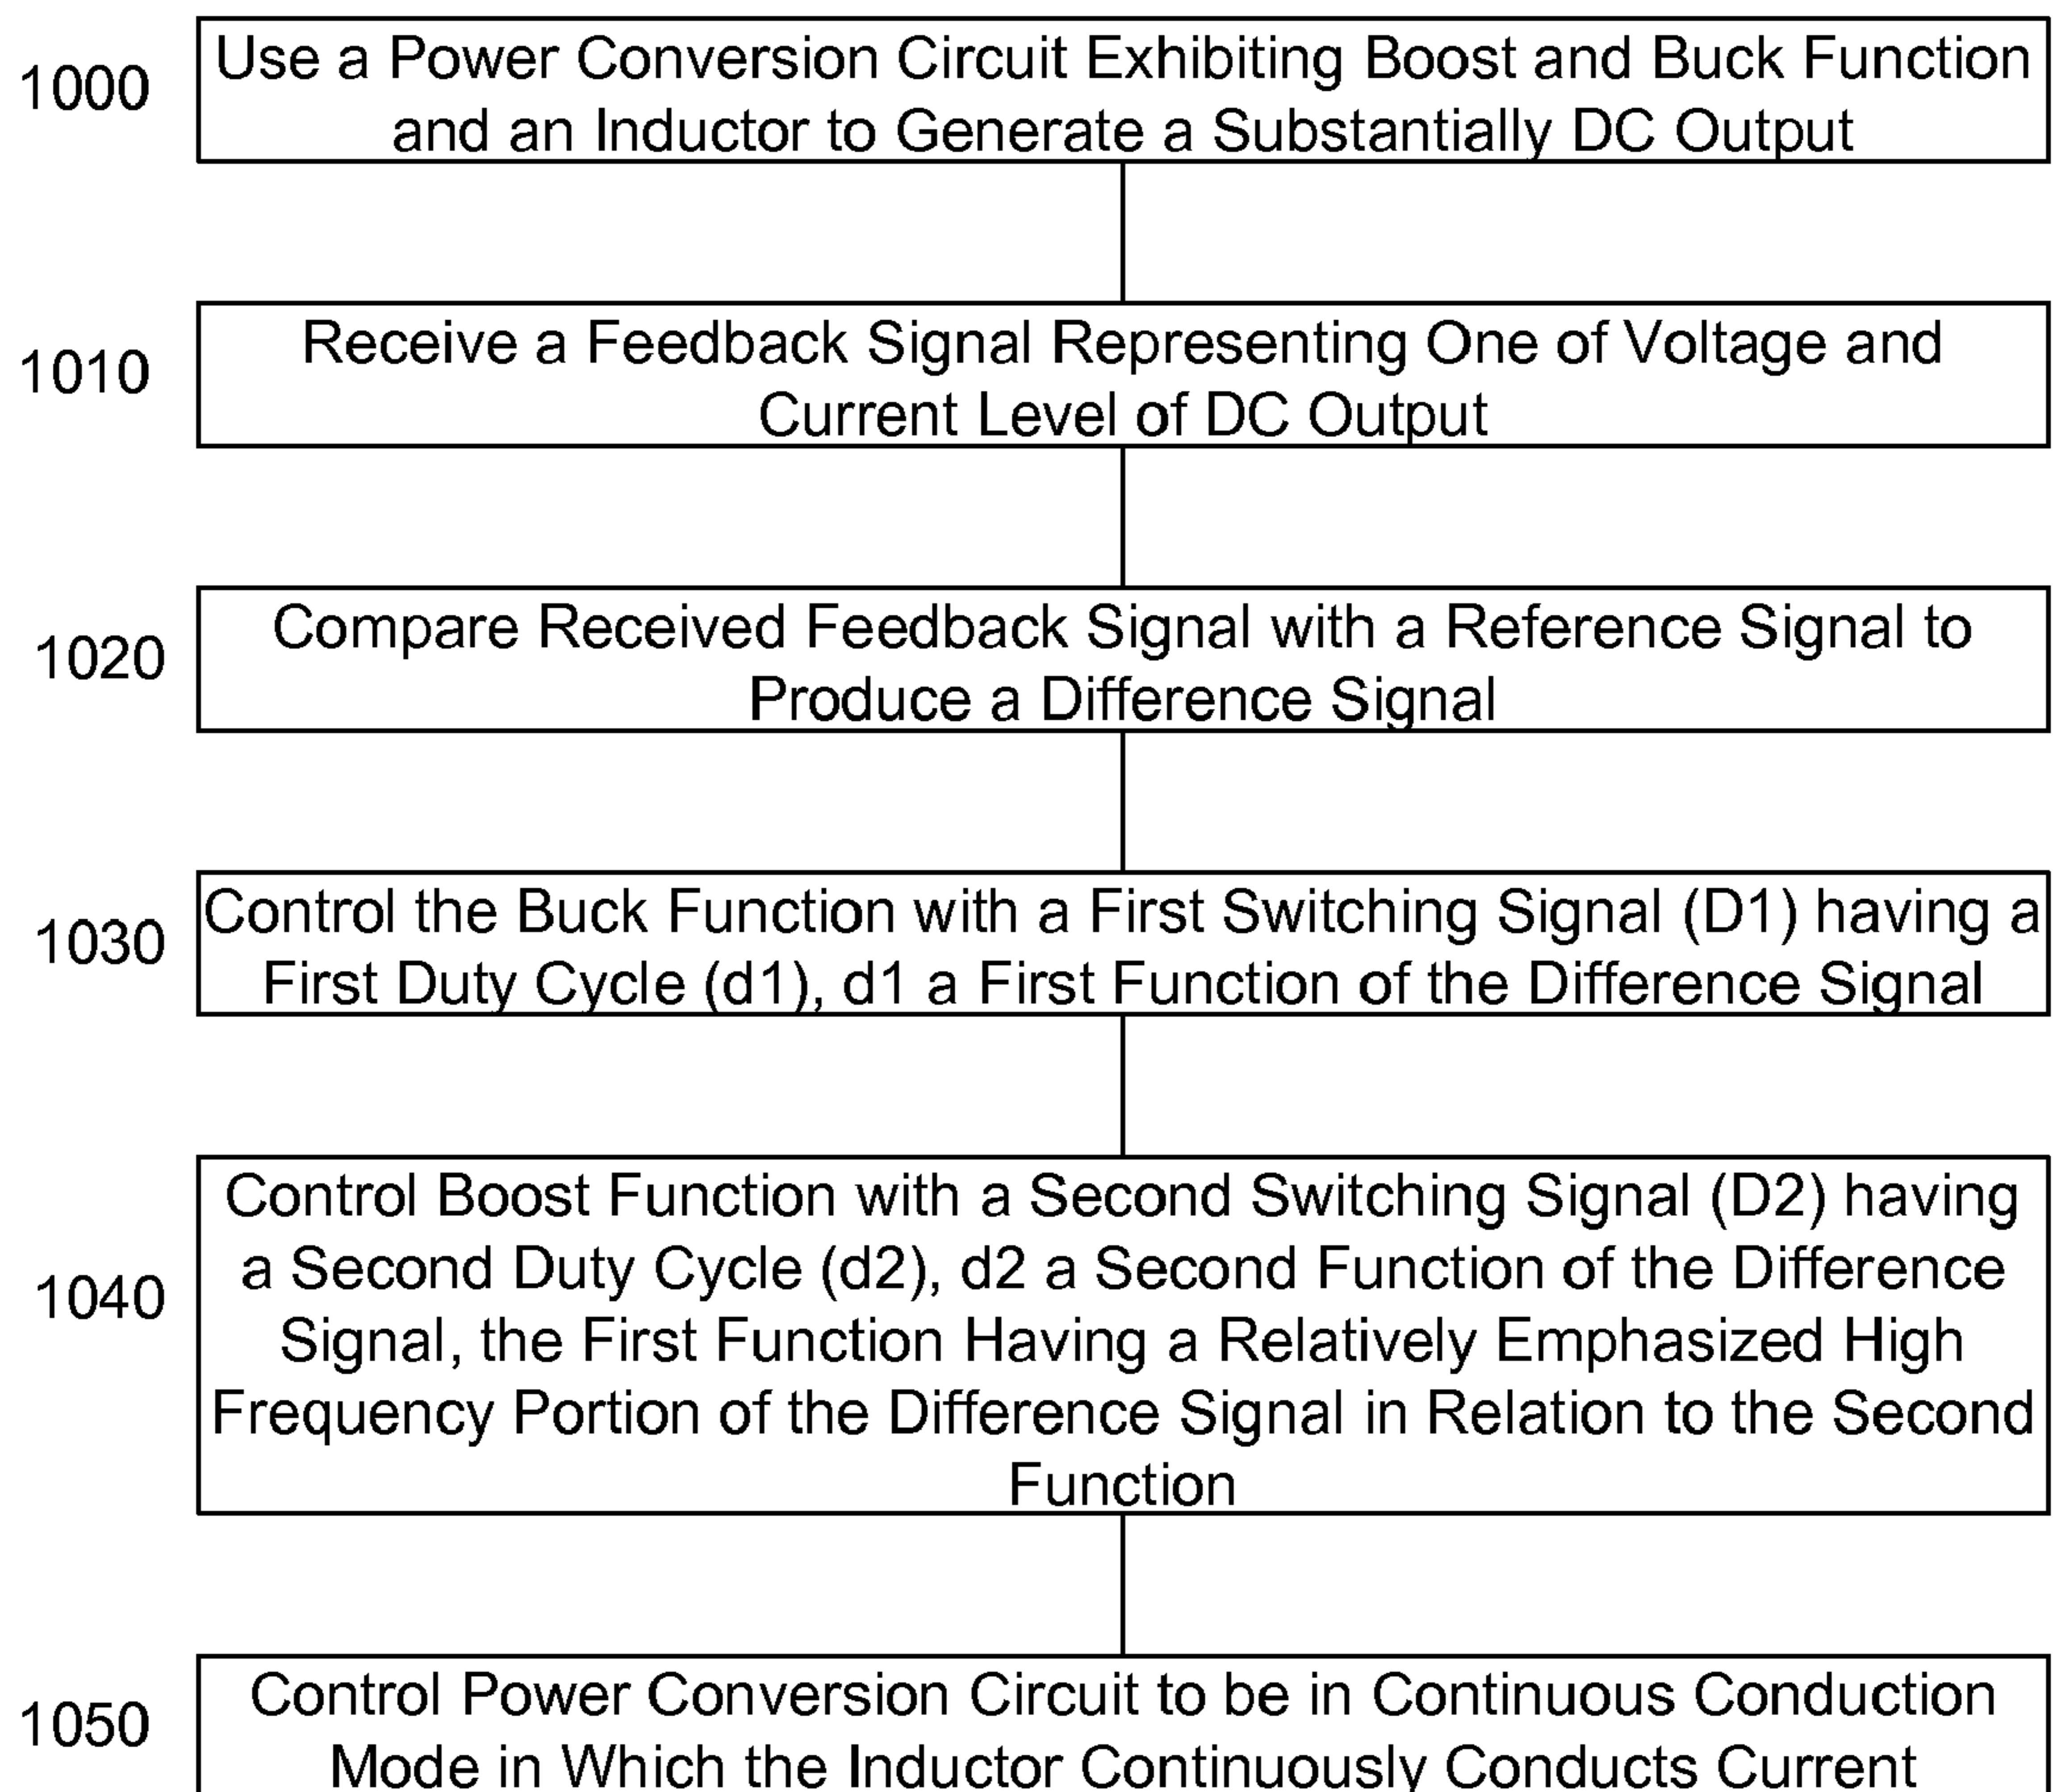 1000
Use a Power Conversion Circuit Exhibiting Boost and Buck Function
and an Inductor to Generate a Substantially DC Output
1010
Receive a Feedback Signal Representing One of Voltage and
Current Level of DC Output
1020
Compare Received Feedback Signal with a Reference Signal to
Produce a Difference Signal
1030
Control the Buck Function with a First Switching Signal (D1) having a
First Duty Cycle (d1), d1 a First Function of the Difference Signal
1040
Control Boost Function with a Second Switching Signal (D2) having
a Second Duty Cycle (d2), d2 a Second Function of the Difference
Signal, the First Function Having a Relatively Emphasized High
Frequency Portion of the Difference Signal in Relation to the Second
Function
1050
Control Power Conversion Circuit to be in Continuous Conduction
Mode in Which the Inductor Continuously Conducts Current